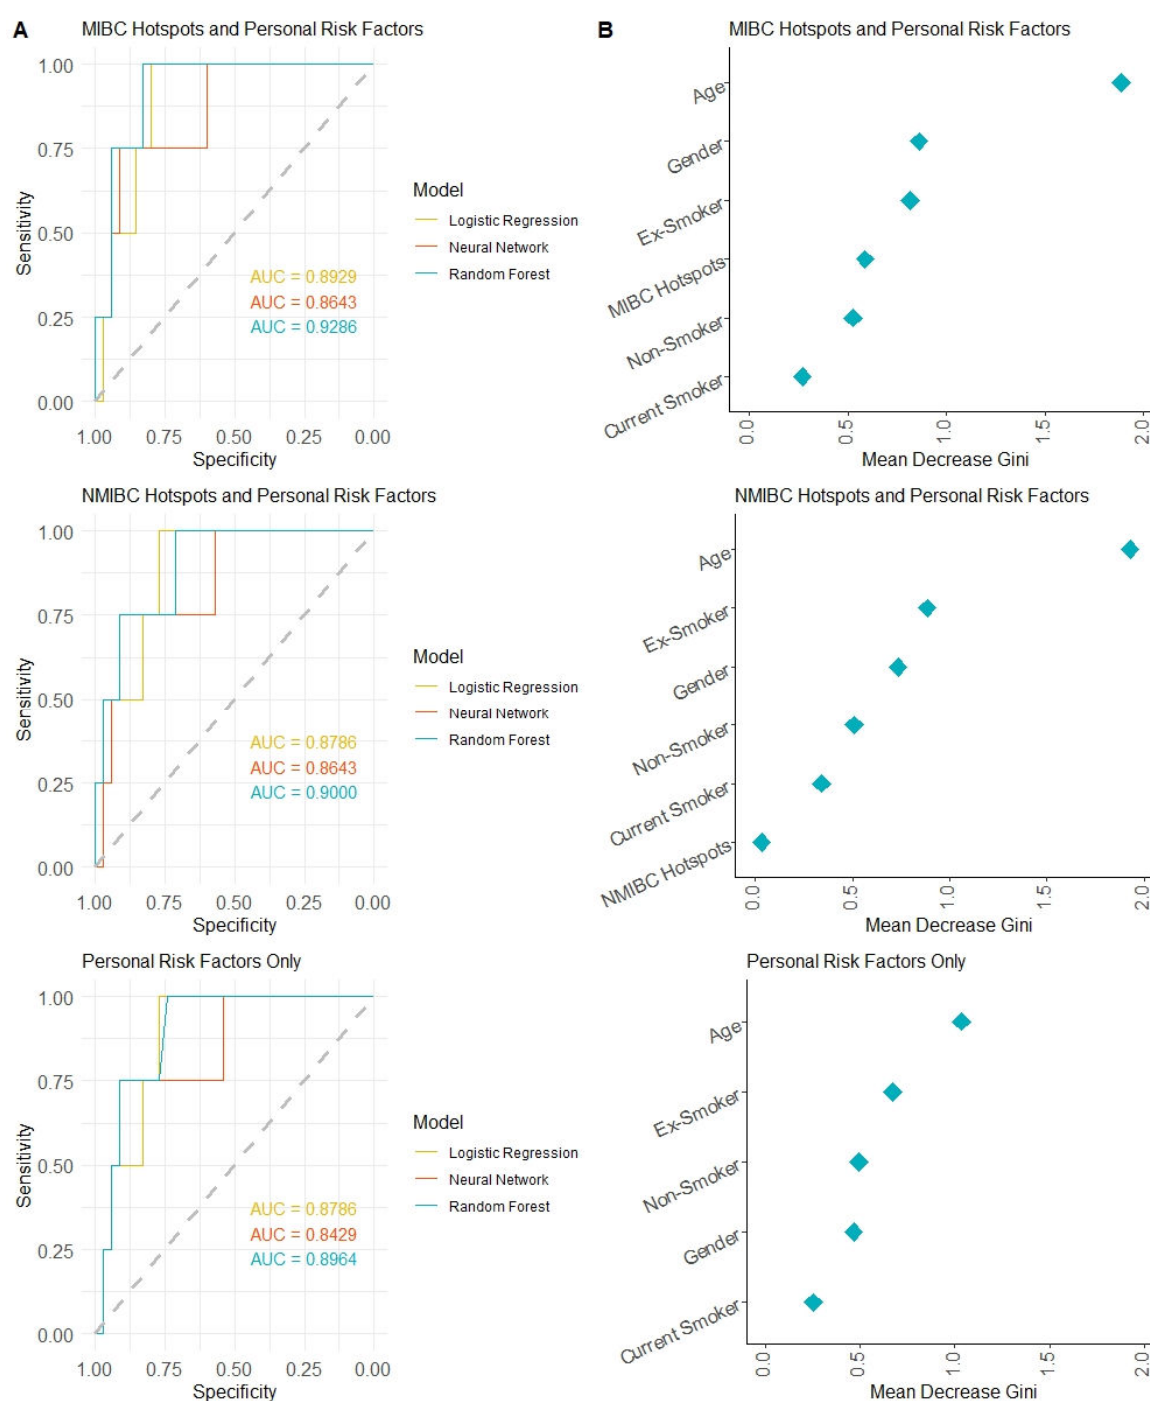 A
MIBC Hotspots and Personal Risk Factors
1.00
0.75
0.50
0.25
0.00
Sensitivity
1.00 0.75 0.50 0.25 0.00
Specificity
AUC = 0.8929
AUC = 0.8643
AUC = 0.9286
Model
Logistic Regression
Neural Network
Random Forest
B
MIBC Hotspots and Personal Risk Factors
Age
Gender
Ex-Smoker
MIBC Hotspots
Non-Smoker
Current Smoker
0.0 0.5 1.0 1.5 2.0
Mean Decrease Gini
NMIBC Hotspots and Personal Risk Factors
1.00
0.75
0.50
0.25
0.00
Sensitivity
1.00 0.75 0.50 0.25 0.00
Specificity
AUC = 0.8786
AUC = 0.8643
AUC = 0.9000
Model
Logistic Regression
Neural Network
Random Forest
NMIBC Hotspots and Personal Risk Factors
Age
Ex-Smoker
Gender
Non-Smoker
Current Smoker
NMIBC Hotspots
0.0 0.5 1.0 1.5 2.0
Mean Decrease Gini
Personal Risk Factors Only
1.00
0.75
0.50
0.25
0.00
Sensitivity
1.00 0.75 0.50 0.25 0.00
Specificity
AUC = 0.8786
AUC = 0.8429
AUC = 0.8964
Model
Logistic Regression
Neural Network
Random Forest
Personal Risk Factors Only
Age
Ex-Smoker
Non-Smoker
Gender
Current Smoker
0.0 0.5 1.0 1.5 2.0
Mean Decrease Gini